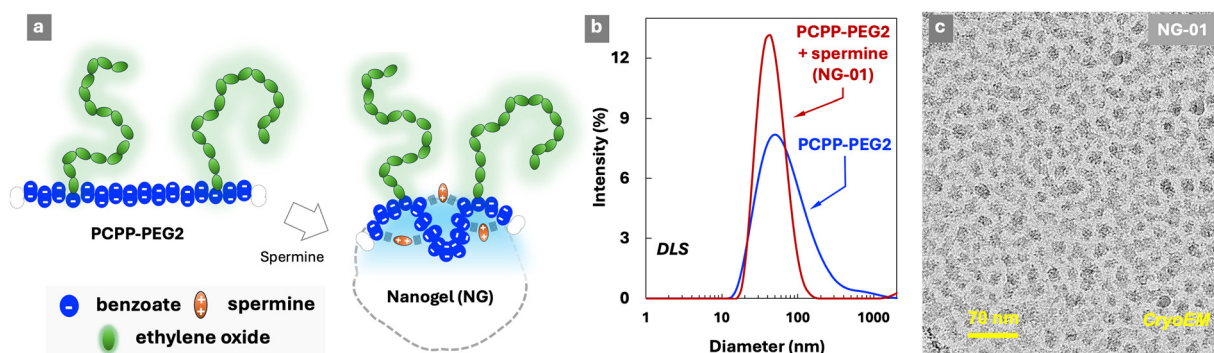 a
PCPP-PEG2
Spermine
Nanogel (NG)
- benzoate
++ spermine
ethylene oxide
b
Intensity (%)
12
9
6
3
0
PCPP-PEG2
+ spermine
(NG-01)
PCPP-PEG2
DLS
1 10 100 1000
Diameter (nm)
c
NG-01
70 nm
CryoEM